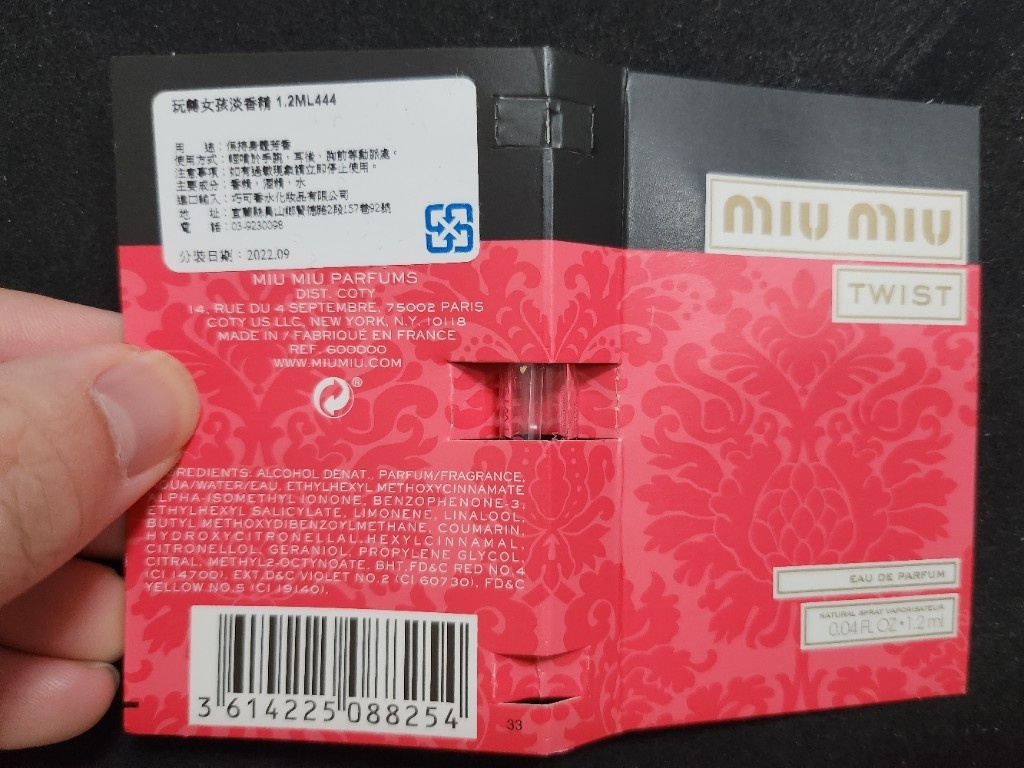 玩轉女孩淡香精 1.2ML444
用 途：保持身體芳香
使用方式：輕噴於手腕、耳後、胸前等動脈處。
注意事項：如有過敏現象請立即停止使用。
主要成分：香精，酒精，水
進口輸入：巧可香水化妝品有限公司
地 址：宜蘭縣員山鄉賢德路2段157巷92號
電 話：03-9230098
分裝日期：2022.09
MIU MIU PARFUMS
DIST. COTY
14, RUE DU 4 SEPTEMBRE, 75002 PARIS
COTY US LLC, NEW YORK, N.Y. 10118
MADE IN / FABRIQUÉ EN FRANCE
REF. 600000
WWW.MIUMIU.COM
®
REDIENTS: ALCOHOL DENAT., PARFUM/FRAGRANCE,
QUA/WATER/EAU, ETHYLHEXYL METHOXYCINNAMATE
ALPHA-ISOMETHYL IONONE, BENZOPHENONE-3,
ETHYLHEXYL SALICYLATE, LIMONENE, LINALOOL,
BUTYL METHOXYDIBENZOYLMETHANE, COUMARIN,
HYDROXYCITRONELLAL, HEXYL CINNAMAL,
CITRONELLOL, GERANIOL, PROPYLENE GLYCOL,
CITRAL, METHYL2-OCTYNOATE, BHT, FD&C RED NO.4
(CI 14700), EXT. D&C VIOLET NO.2 (CI 60730), FD&C
YELLOW NO.5 (CI 19140).
3 614225 088254
33
MIU MIU
TWIST
EAU DE PARFUM
NATURAL SPRAY VAPORISATEUR
0.04 FL OZ • 1.2 ml